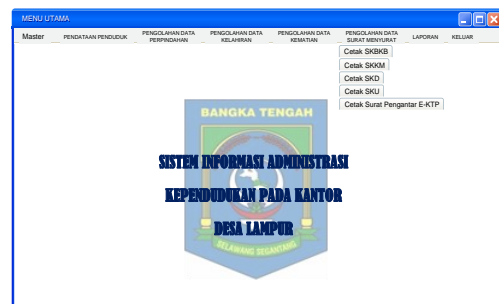 MENU UTAMA
Master PENDATAAN PENDUDUK PENGOLAHAN DATA PERPINDAHAN PENGOLAHAN DATA KELAHIRAN PENGOLAHAN DATA KEMATIAN PENGOLAHAN DATA SURAT MENYURAT LAPORAN KELUAR
Cetak SKBKB
Cetak SKKM
Cetak SKD
Cetak SKU
Cetak Surat Pengantar E-KTP
BANGKA TENGAH
SISTEM INFORMASI ADMINISTRASI
KEPENDUDUKAN PADA KANTOR
DESA LAMPUR
SELAWANG SEGANTANG